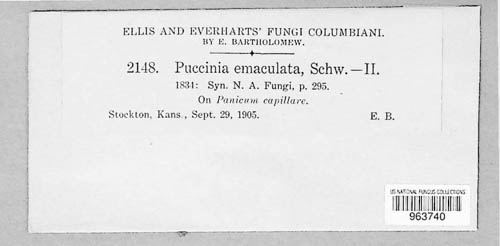 ELLIS AND EVERHARTS' FUNGI COLUMBIANI.
BY E. BARTHOLOMEW.
2148. Puccinia emaculata, Schw.—II.
1834: Syn. N. A. Fungi, p. 295.
On Panicum capillare.
Stockton, Kans., Sept. 29, 1905. E. B.
US NATIONAL FUNGUS COLLECTIONS
963740